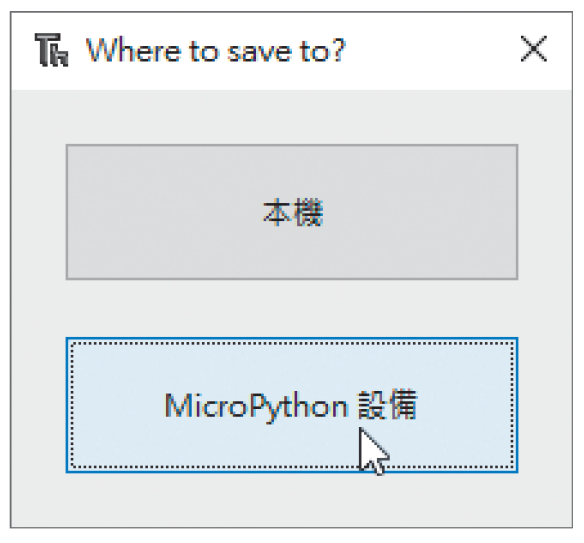 Where to save to?
本機
MicroPython 設備